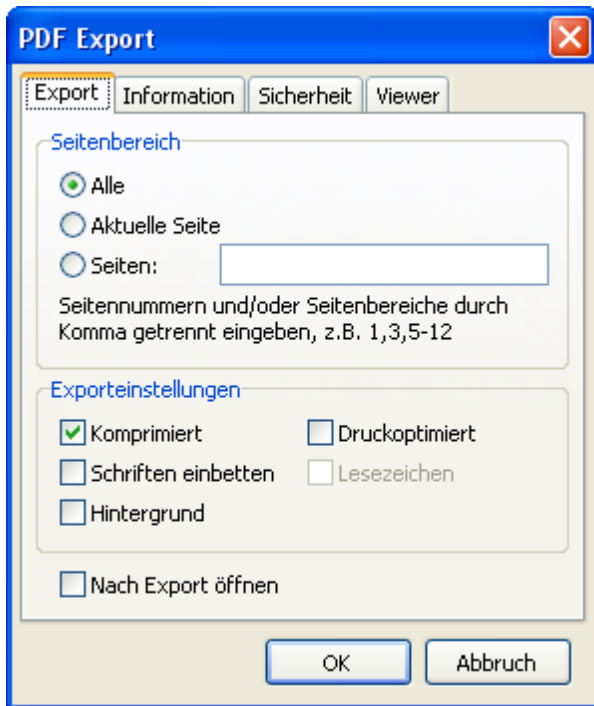 PDF Export
Export Information Sicherheit Viewer
Seitenbereich
Alle
Aktuelle Seite
Seiten:
Seitennummern und/oder Seitenbereiche durch
Komma getrennt eingeben, z.B. 1,3,5-12
Exporteinstellungen
Komprimiert Druckoptimiert
Schriften einbetten Lesezeichen
Hintergrund
Nach Export öffnen
OK Abbruch